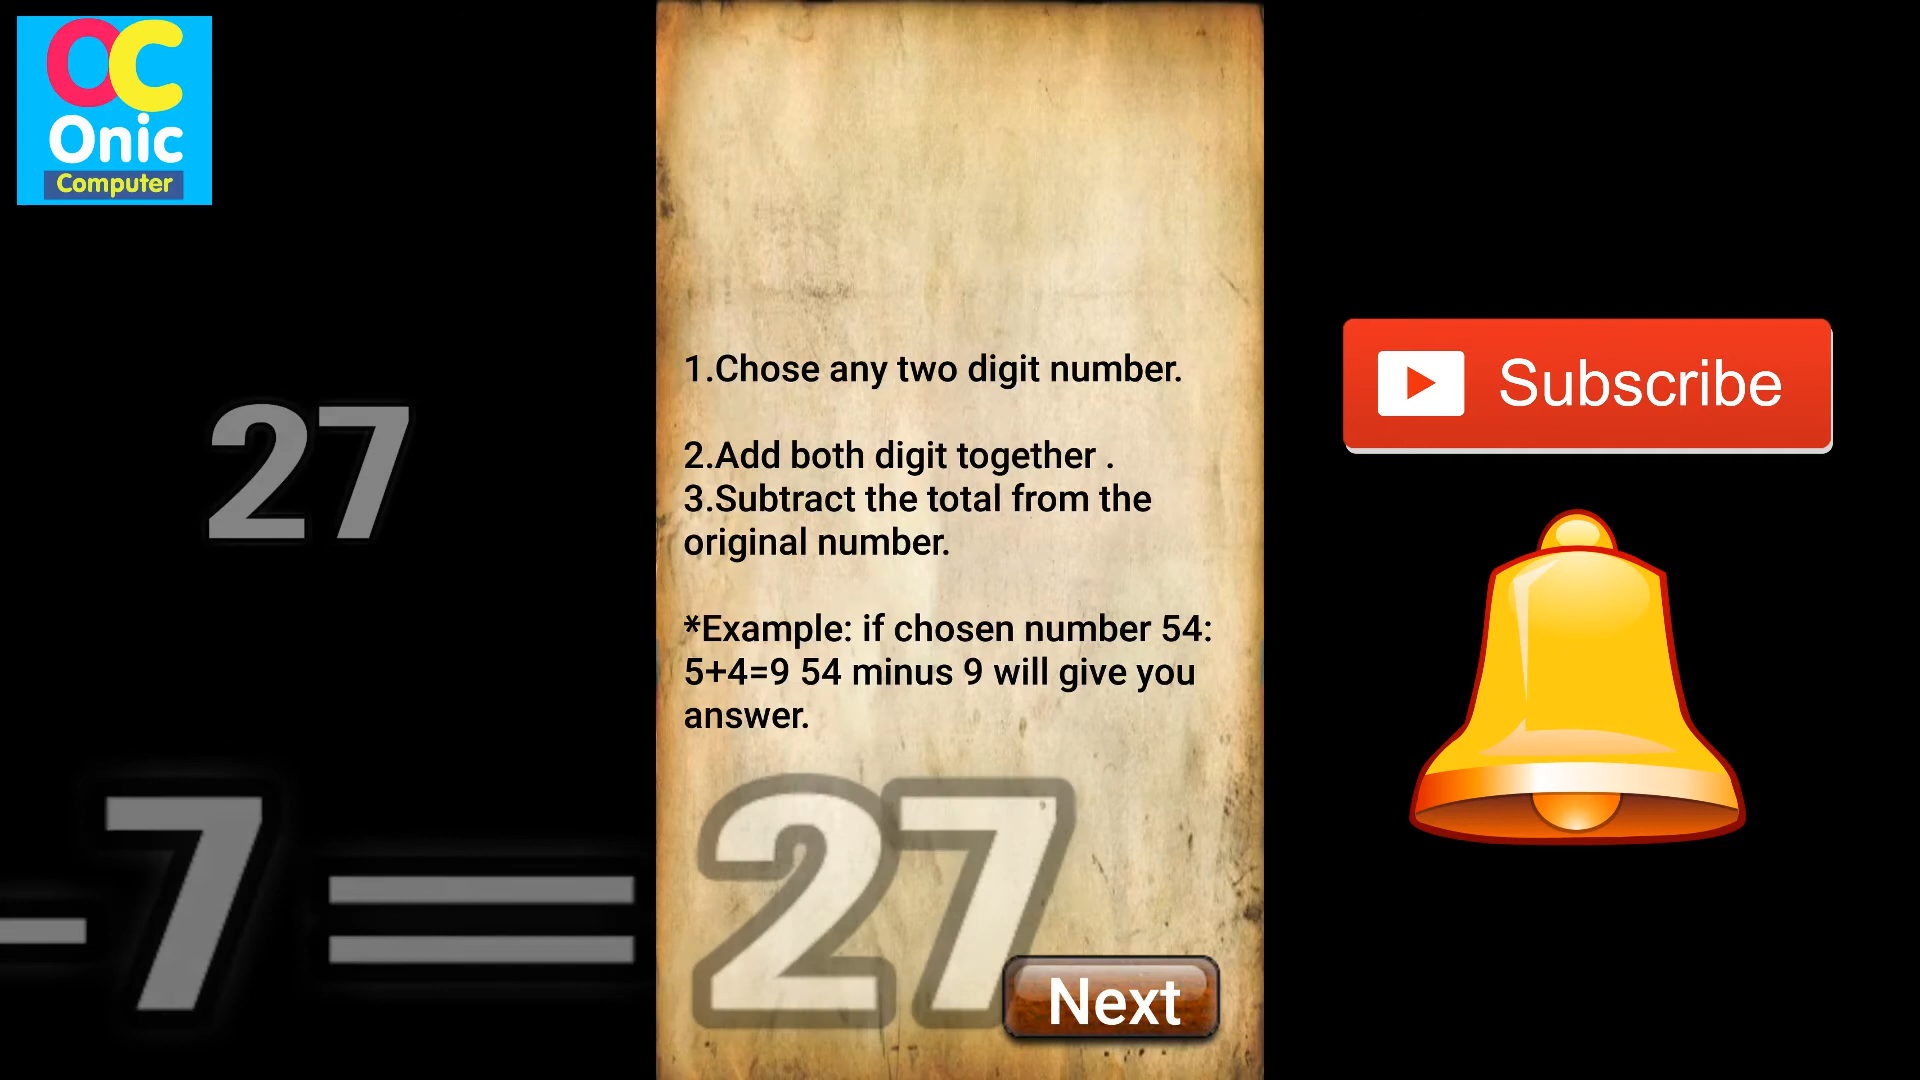 OC
Onic
Computer
27
-7=
1.Chose any two digit number.
2.Add both digit together .
3.Subtract the total from the
original number.
*Example: if chosen number 54:
5+4=9 54 minus 9 will give you
answer.
27
Next
Subscribe